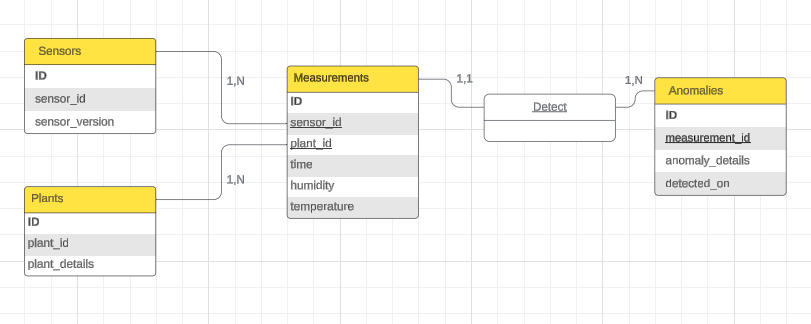 Sensors
ID
sensor_id
sensor_version
1,N
Plants
ID
plant_id
plant_details
1,N
Measurements
ID
sensor_id
plant_id
time
humidity
temperature
1,1
Detect
1,N
Anomalies
ID
measurement_id
anomaly_details
detected_on